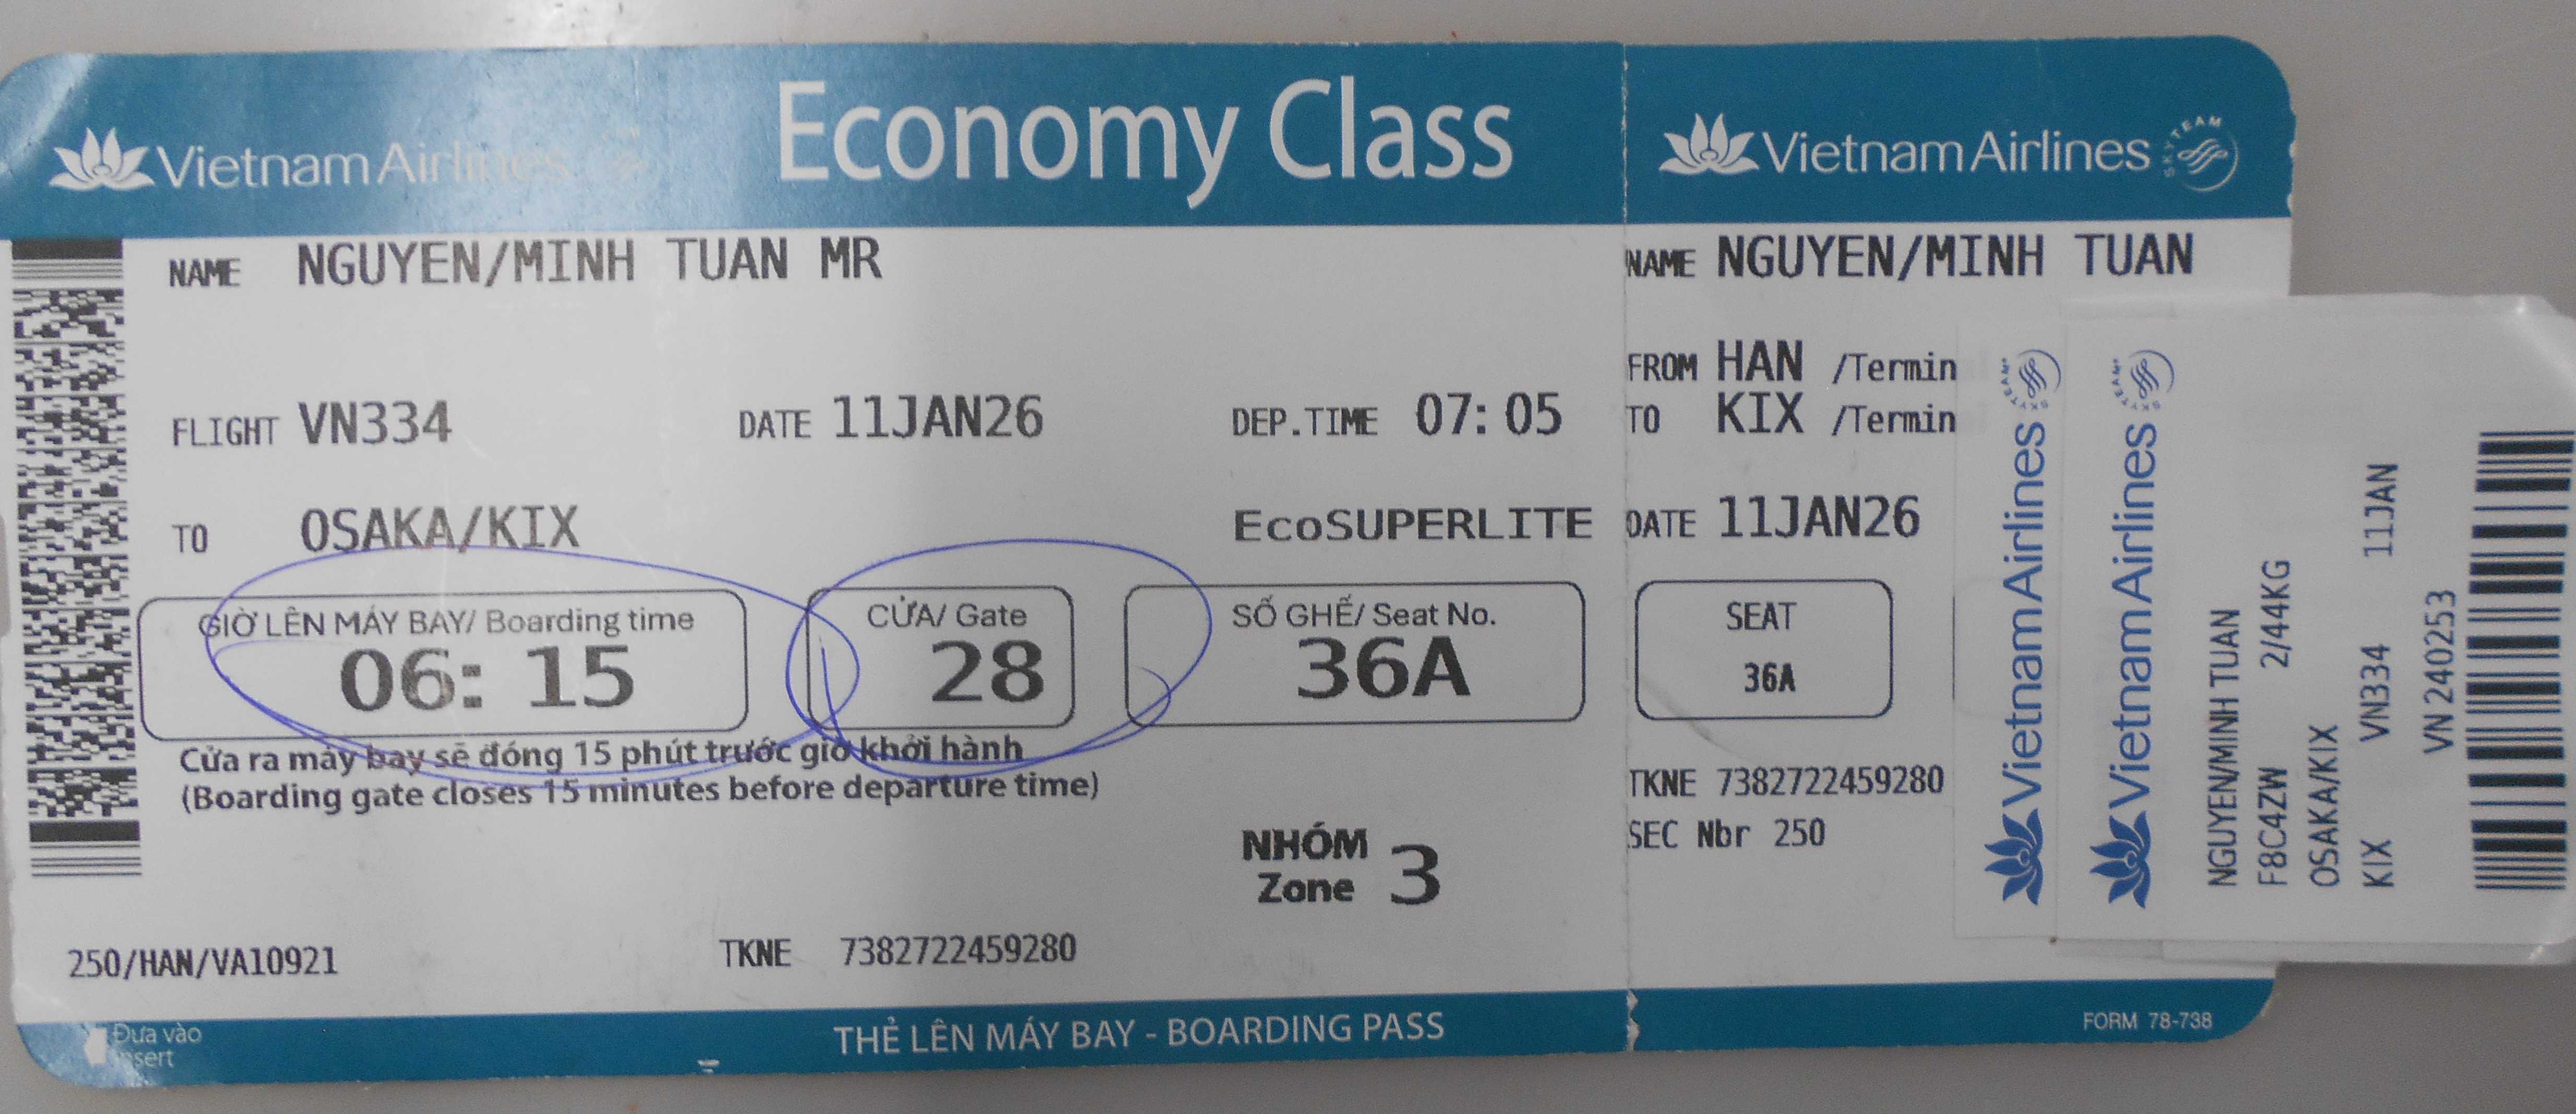 Vietnam Airlines
Economy Class
NAME NGUYEN/MINH TUAN MR
FLIGHT VN334 DATE 11JAN26 DEP.TIME 07: 05
TO OSAKA/KIX EcoSUPERLITE
GIỜ LÊN MÁY BAY/ Boarding time
06: 15
CỬA/ Gate
28
SỐ GHẾ/ Seat No.
36A
Cửa ra máy bay sẽ đóng 15 phút trước giờ khởi hành
(Boarding gate closes 15 minutes before departure time)
NHÓM
Zone 3
250/HAN/VA10921 TKNE 7382722459280
Đưa vào
THẺ LÊN MÁY BAY - BOARDING PASS
Vietnam Airlines SKYTEAM
NAME NGUYEN/MINH TUAN
FROM HAN /Termin
TO KIX /Termin
DATE 11JAN26
SEAT
36A
TKNE 7382722459280
SEC Nbr 250
FORM 78-738
Vietnam Airlines SKYTEAM
Vietnam Airlines SKYTEAM
NGUYEN/MINH TUAN
F8C4ZW 2/44KG
OSAKA/KIX
KIX VN334 11JAN
VN 240253